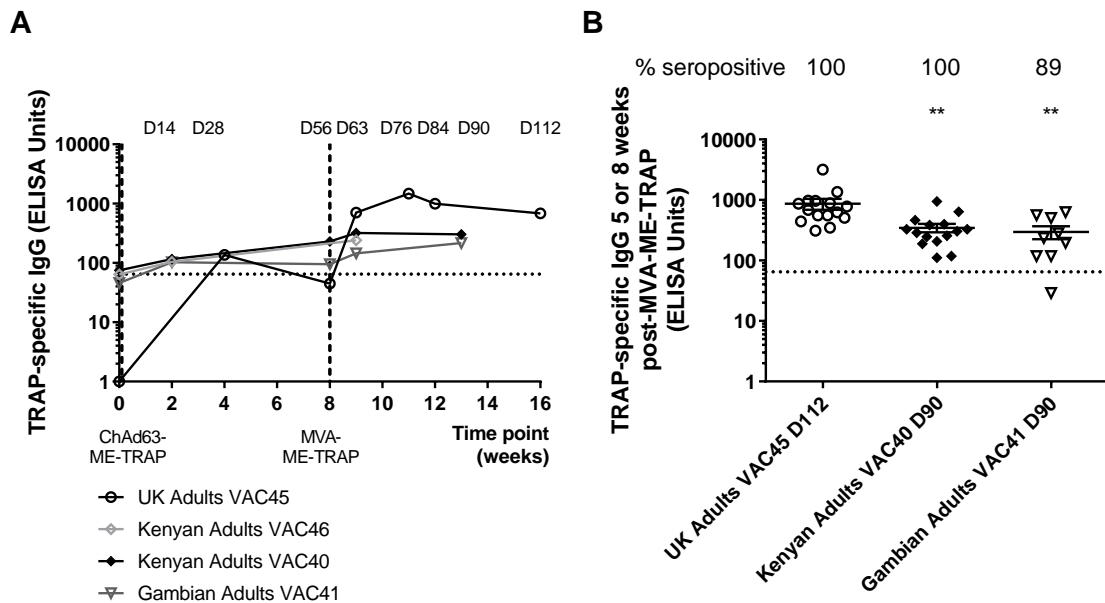 A
TRAP-specific IgG (ELISA Units)
D14 D28 D56 D63 D76 D84 D90 D112
10000
1000
100
10
1
0 2 4 6 8 10 12 14 16
ChAd63-
ME-TRAP
MVA-
ME-TRAP
Time point
(weeks)
UK Adults VAC45
Kenyan Adults VAC46
Kenyan Adults VAC40
Gambian Adults VAC41
B
% seropositive 100 100 89
** **
TRAP-specific IgG 5 or 8 weeks
post-MVA-ME-TRAP
(ELISA Units)
10000
1000
100
10
1
UK Adults VAC45 D112
Kenyan Adults VAC40 D90
Gambian Adults VAC41 D90